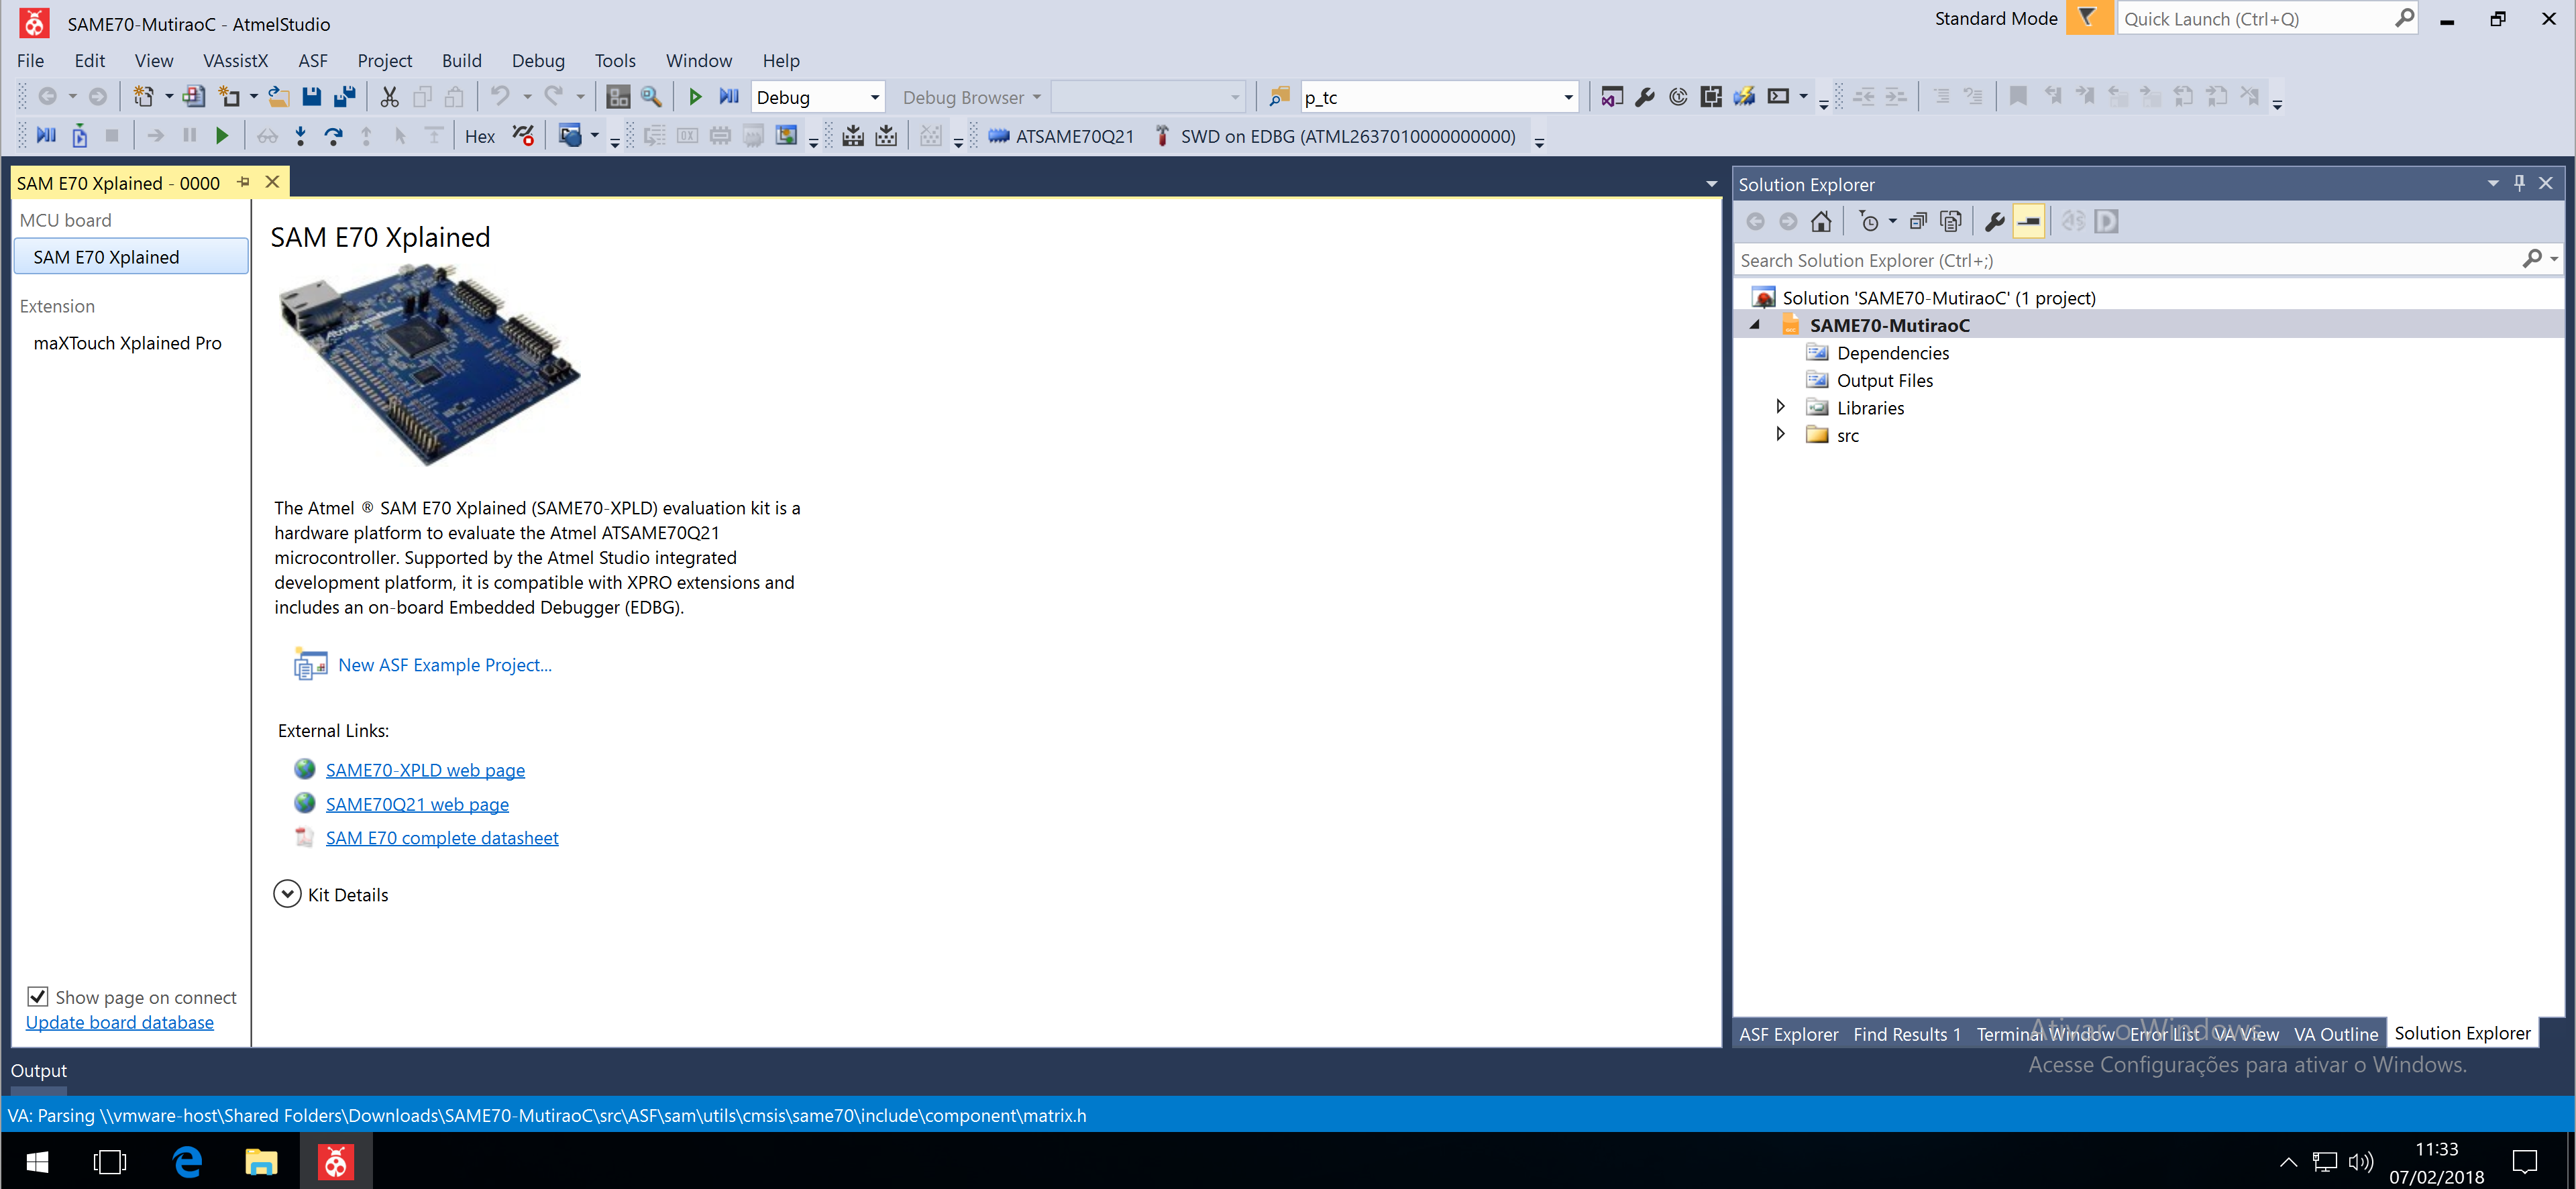 SAME70-MutiraoC - AtmelStudio
Standard Mode
Quick Launch (Ctrl+Q)
File Edit View VAssistX ASF Project Build Debug Tools Window Help
Debug Debug Browser p_tc
Hex ATSAME70Q21 SWD on EDBG (ATML2637010000000000)
SAM E70 Xplained - 0000
MCU board
SAM E70 Xplained
Extension
maXTouch Xplained Pro
Show page on connect
Update board database
SAM E70 Xplained
The Atmel ® SAM E70 Xplained (SAME70-XPLD) evaluation kit is a
hardware platform to evaluate the Atmel ATSAME70Q21
microcontroller. Supported by the Atmel Studio integrated
development platform, it is compatible with XPRO extensions and
includes an on-board Embedded Debugger (EDBG).
New ASF Example Project...
External Links:
SAME70-XPLD web page
SAME70Q21 web page
SAM E70 complete datasheet
Kit Details
Solution Explorer
Search Solution Explorer (Ctrl+;)
Solution 'SAME70-MutiraoC' (1 project)
SAME70-MutiraoC
Dependencies
Output Files
Libraries
src
ASF Explorer Find Results 1 Terminal Window Error List VA View VA Outline Solution Explorer
Ativar o Windows
Acesse Configurações para ativar o Windows.
Output
VA: Parsing \\vmware-host\Shared Folders\Downloads\SAME70-MutiraoC\src\ASF\sam\utils\cmsis\same70\include\component\matrix.h
11:33
07/02/2018